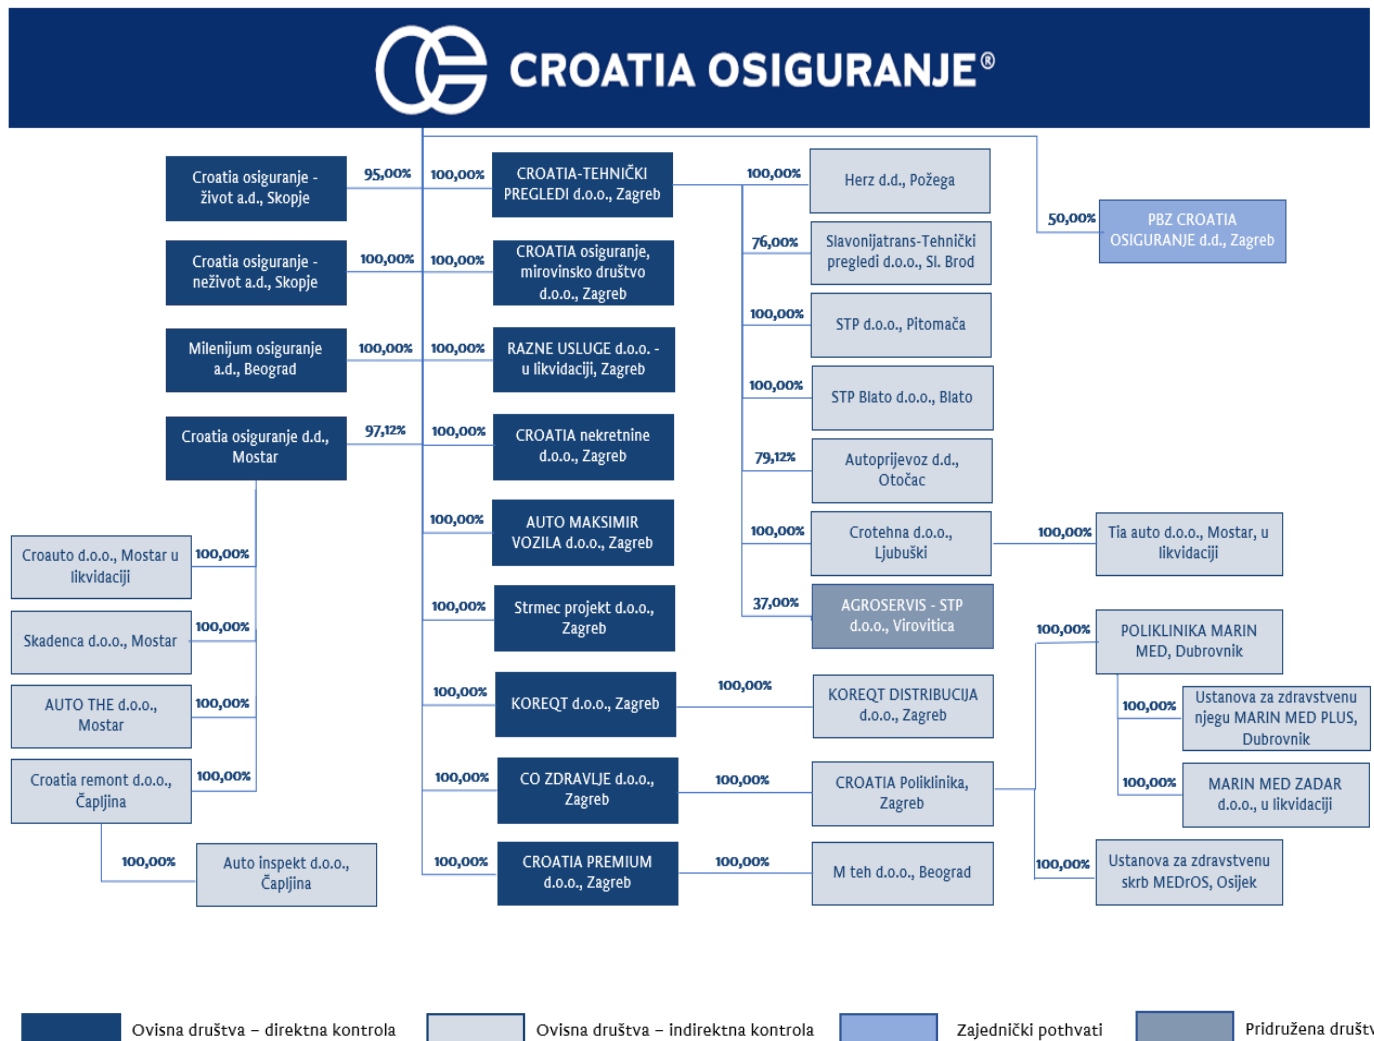 CROATIA OSIGURANJE®
Croatia osiguranje -
život a.d., Skopje
95,00%
100,00%
CROATIA-TEHNIČKI
PREGLEDI d.o.o., Zagreb
100,00%
Herz d.d., Požega
50,00%
PBZ CROATIA
OSIGURANJE d.d., Zagreb
Croatia osiguranje -
neživot a.d., Skopje
100,00%
100,00%
CROATIA osiguranje,
mirovinsko društvo
d.o.o., Zagreb
76,00%
Slavonijatrans-Tehnički
pregledi d.o.o., Sl. Brod
Milenijum osiguranje
a.d., Beograd
100,00%
100,00%
RAZNE USLUGE d.o.o. -
u likvidaciji, Zagreb
100,00%
STP d.o.o., Pitomača
100,00%
STP Blato d.o.o., Blato
Croatia osiguranje d.d.,
Mostar
97,12%
100,00%
CROATIA nekretnine
d.o.o., Zagreb
79,12%
Autoprijevoz d.d.,
Otočac
100,00%
AUTO MAKSIMIR
VOZILA d.o.o., Zagreb
100,00%
Crotehna d.o.o.,
Ljubuški
100,00%
Tia auto d.o.o., Mostar, u
likvidaciji
Croauto d.o.o., Mostar u
likvidaciji
100,00%
100,00%
Strmec projekt d.o.o.,
Zagreb
37,00%
AGROSERVIS - STP
d.o.o., Virovitica
Skadenca d.o.o., Mostar
100,00%
100,00%
POLIKLINIKA MARIN
MED, Dubrovnik
AUTO THE d.o.o.,
Mostar
100,00%
100,00%
KOREQT d.o.o., Zagreb
100,00%
KOREQT DISTRIBUCIJA
d.o.o., Zagreb
100,00%
Ustanova za zdravstvenu
njegu MARIN MED PLUS,
Dubrovnik
Croatia remont d.o.o.,
Čapljina
100,00%
100,00%
CO ZDRAVLJE d.o.o.,
Zagreb
100,00%
CROATIA Poliklinika,
Zagreb
100,00%
MARIN MED ZADAR
d.o.o., u likvidaciji
100,00%
Auto inspekt d.o.o.,
Čapljina
100,00%
CROATIA PREMIUM
d.o.o., Zagreb
100,00%
M teh d.o.o., Beograd
100,00%
Ustanova za zdravstvenu
skrb MEDrOS, Osijek
Ovisna društva – direktna kontrola
Ovisna društva – indirektna kontrola
Zajednički pothvati
Pridružena društv